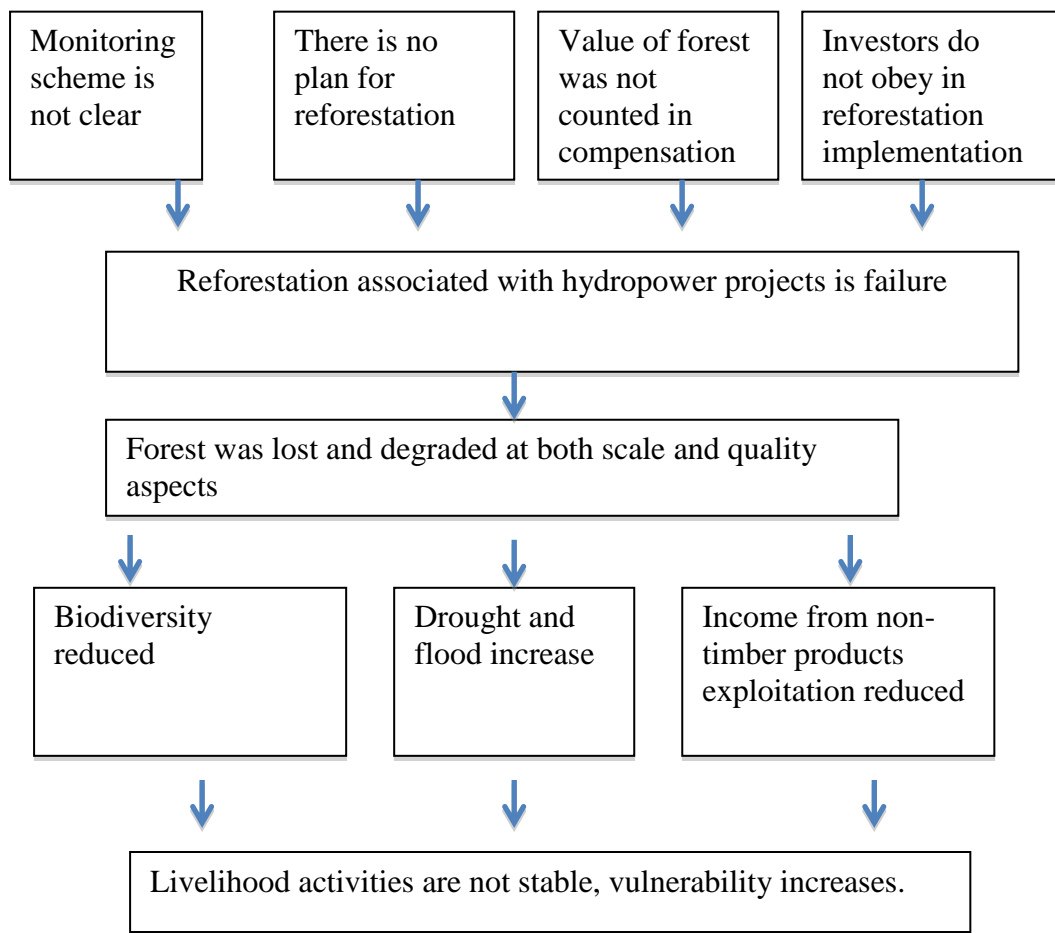 Monitoring
scheme is
not clear
There is no
plan for
reforestation
Value of forest
was not
counted in
compensation
Investors do
not obey in
reforestation
implementation
Reforestation associated with hydropower projects is failure
Forest was lost and degraded at both scale and quality
aspects
Biodiversity
reduced
Drought and
flood increase
Income from non-
timber products
exploitation reduced
Livelihood activities are not stable, vulnerability increases.